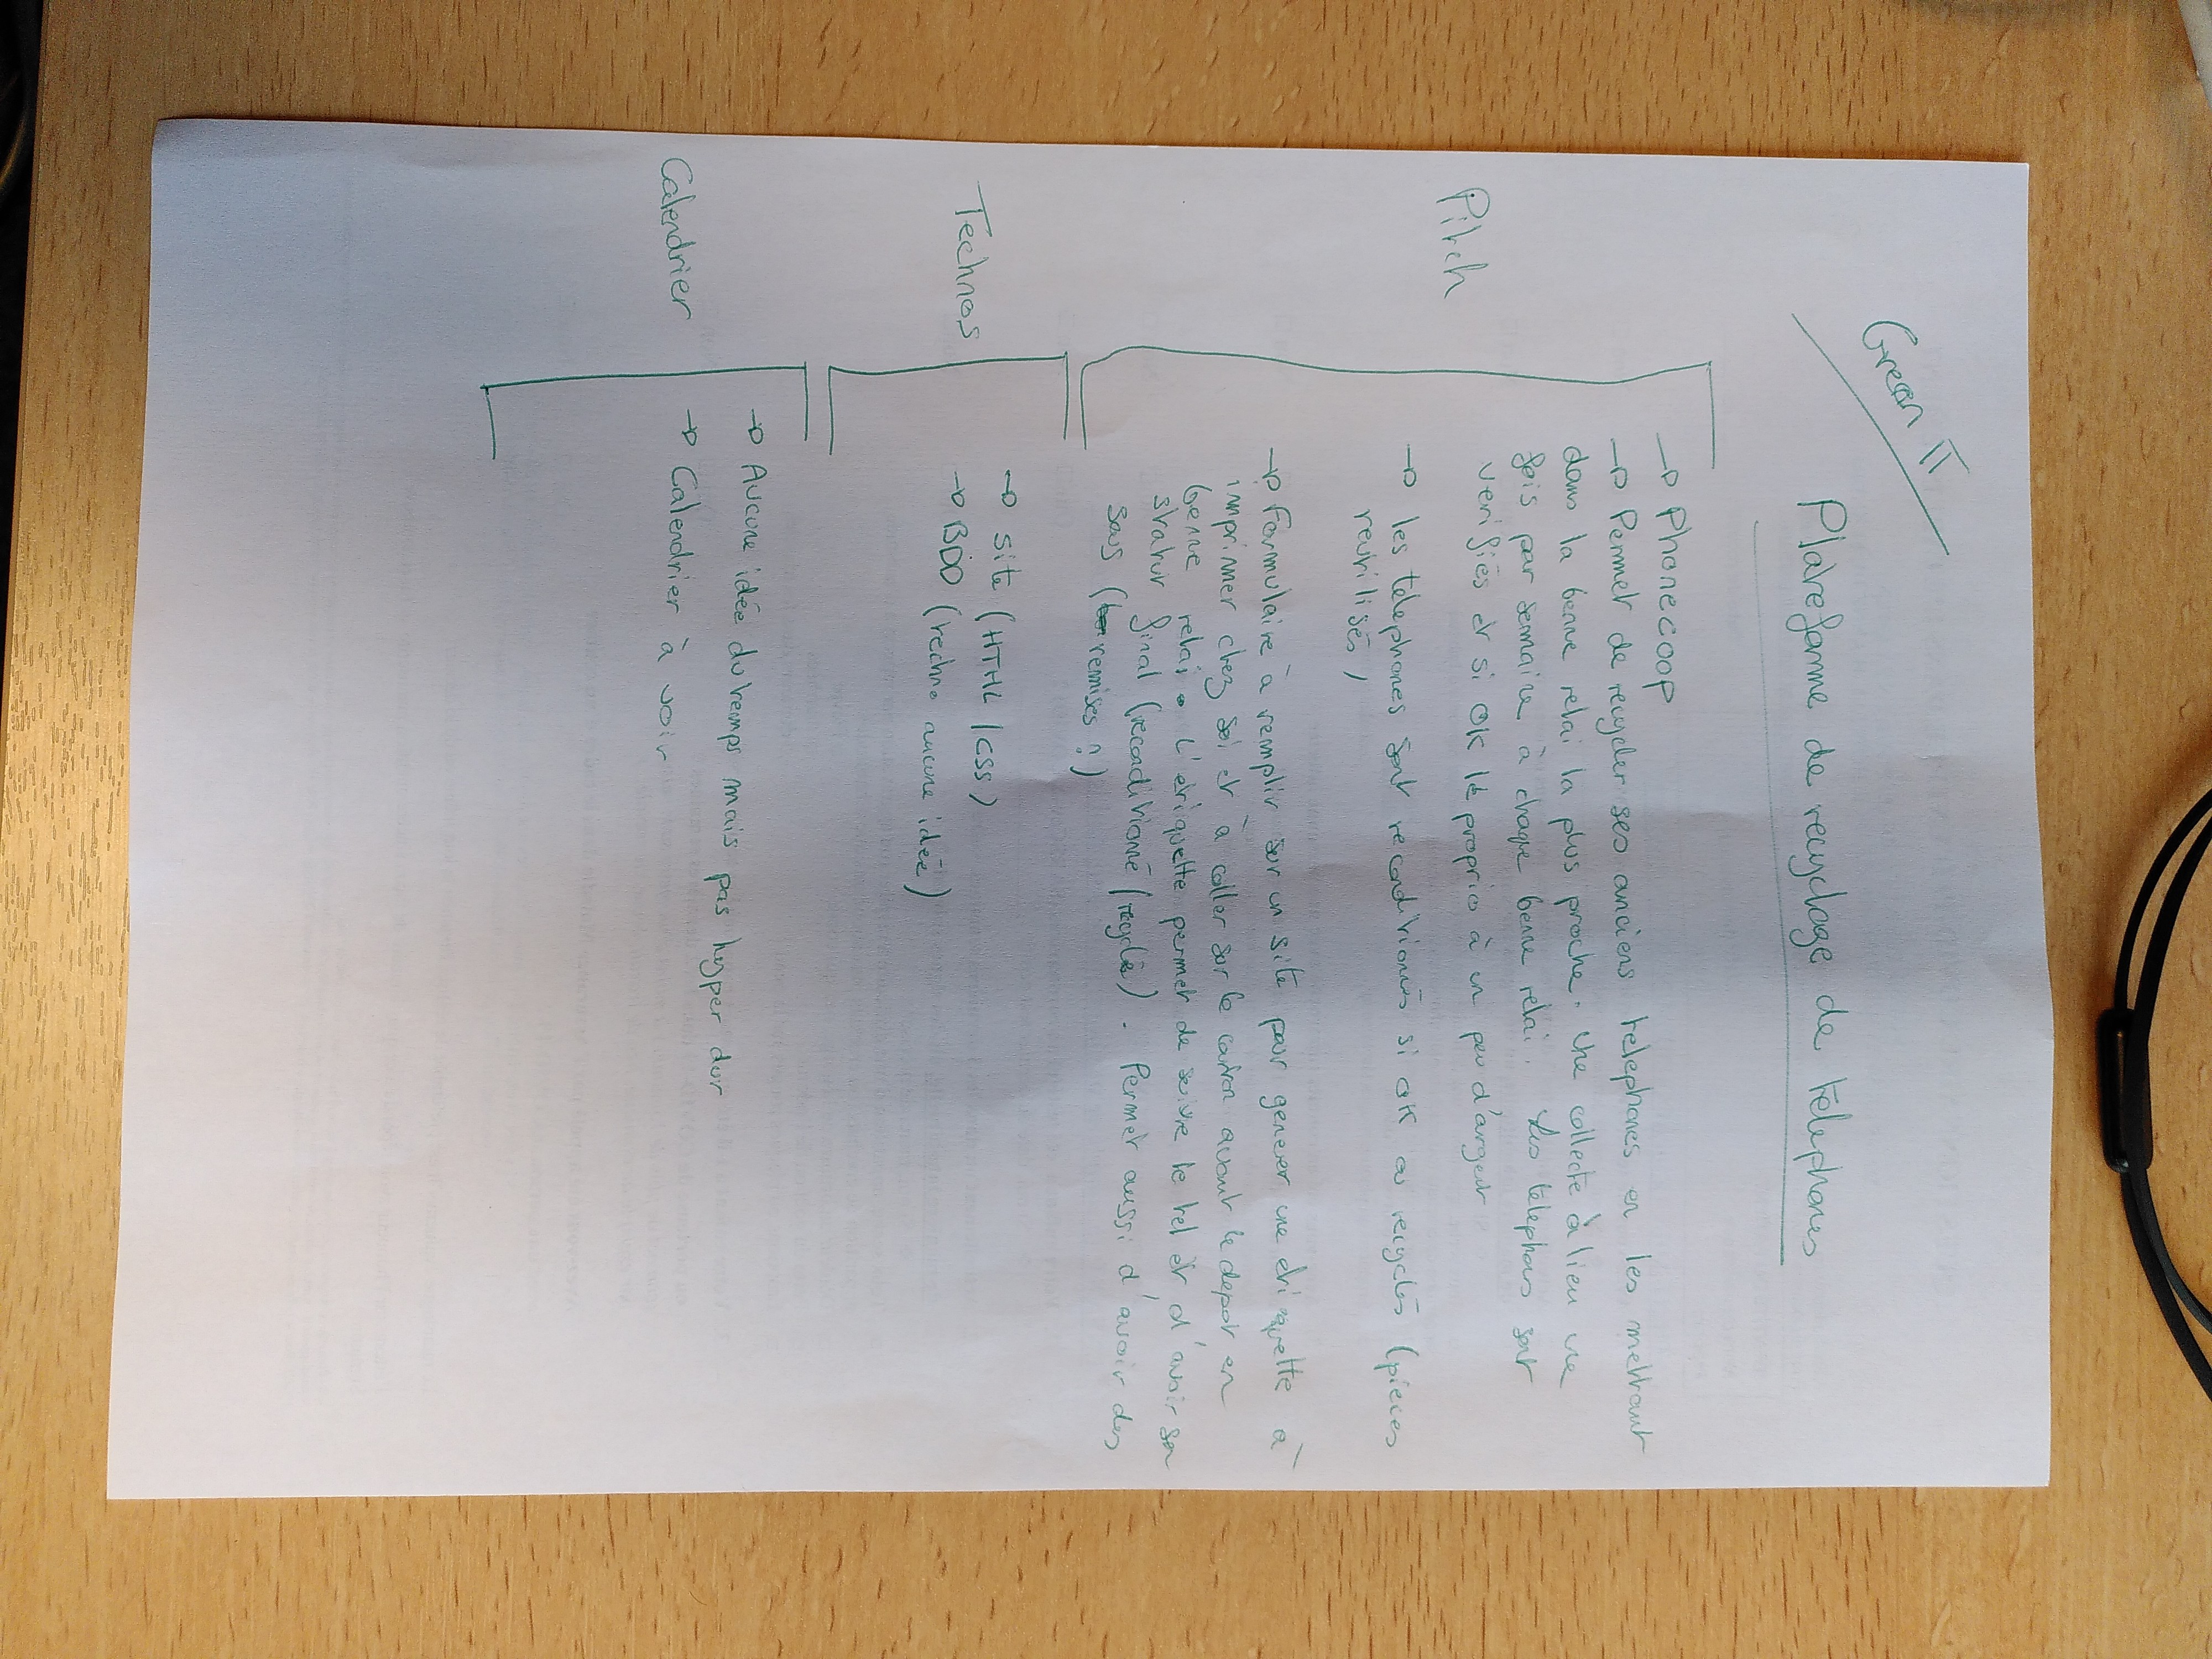 Green IT
Plateforme de recyclage de télephones
Pitch
→ Phonecoop
→ Permet de recycler ses anciens telephones en les mettant
dans la benne relai la plus proche. Une collecte à lieu une
fois par semaine à chaque benne relai. Les télephones sont
verifiés et si OK le proprio à un peu d'argent
→ les télephones sont reconditionnés si OK ou recyclés (pieces
reutilisés)
→ Formulaire à remplir sur un site pour generer une etiquette à
imprimer chez soi et à coller sur le carton avant le depot en
benne relai. L'etiquette permet de suivre le tel et d'avoir son
statut final (reconditionné / recyclé). Permet aussi d'avoir des
sous (remises ?)
Technos
→ site (HTML / CSS)
→ BDD (techno aucune idée)
Calendrier
→ Aucune idée du temps mais pas hyper dur
→ Calendrier à voir